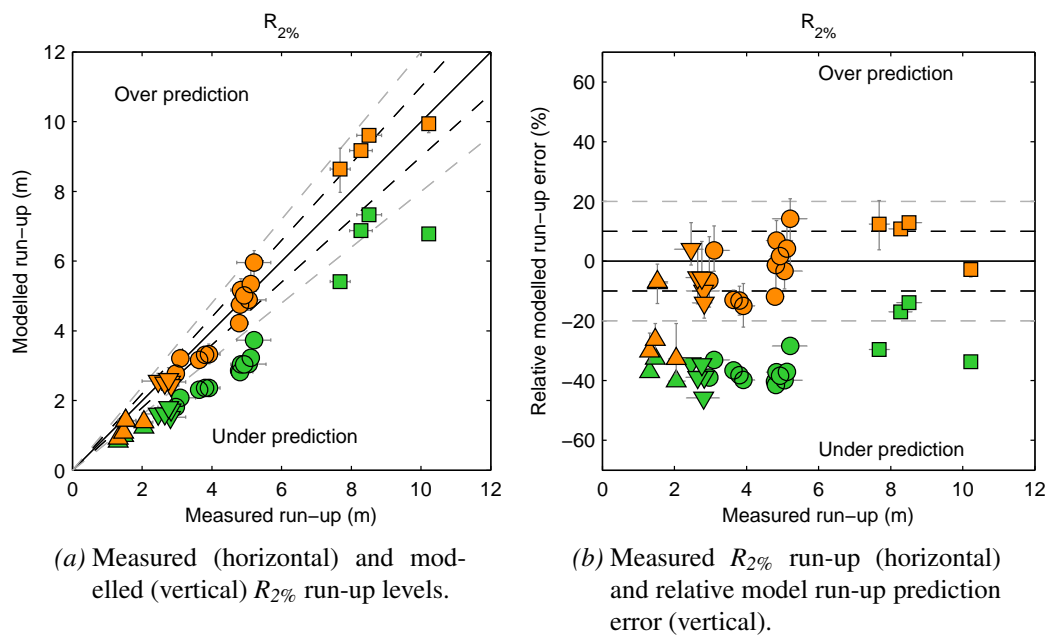 R2%
12
10
8
6
4
2
0
Over prediction
Under prediction
Modelled run−up (m)
0 2 4 6 8 10 12
Measured run−up (m)
(a) Measured (horizontal) and mod-
elled (vertical) R2% run-up levels.
R2%
60
40
20
0
−20
−40
−60
Over prediction
Under prediction
Relative modelled run−up error (%)
0 2 4 6 8 10 12
Measured run−up (m)
(b) Measured R2% run-up (horizontal)
and relative model run-up prediction
error (vertical).